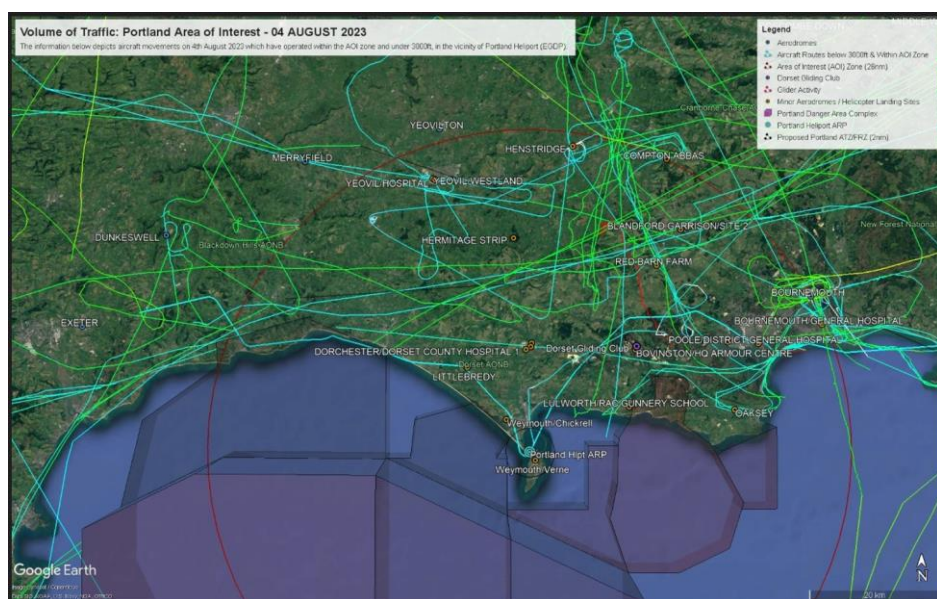 Volume of Traffic: Portland Area of Interest - 04 AUGUST 2023
The information below depicts aircraft movements on 4th August 2023 which have operated within the AOI zone and under 3000ft, in the vicinity of Portland Heliport (EGDP)
Legend
Aerodromes
Aircraft Routes below 3000ft & Within AOI Zone
Area of Interest (AOI) Zone (26nm)
Dorset Gliding Club
Glider Activity
Minor Aerodromes / Helicopter Landing Sites
Portland Danger Area Complex
Portland Heliport ARP
Proposed Portland ATZ/FRZ (2nm)
Cranborne Chase
YEOVILTON
HENSTRIDGE
MERRYFIELD
COMPTON ABBAS
YEOVIL HOSPITAL
YEOVIL WESTLAND
BLANDFORD GARRISON/SITE 2
New Forest National
DUNKESWELL
Blackdown Hills AONB
HERMITAGE STRIP
RED BARN FARM
BOURNEMOUTH
EXETER
BOURNEMOUTH/GENERAL HOSPITAL
POOLE DISTRICT GENERAL HOSPITAL
DORCHESTER/DORSET COUNTY HOSPITAL 1
Dorset Gliding Club
BOVINGTON/HQ ARMOUR CENTRE
Dorset AONB
LITTLEBREDY
LULWORTH/RAC GUNNERY SCHOOL
OAKSEY
Weymouth/Chickrell
Portland Hlpt ARP
Weymouth/Verne
Google Earth
N
20 km